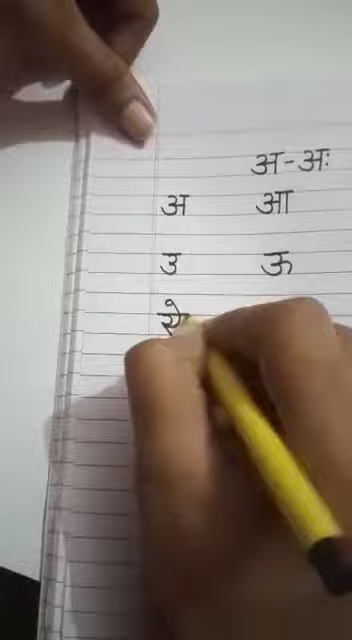 अ - अः
अ आ
उ ऊ